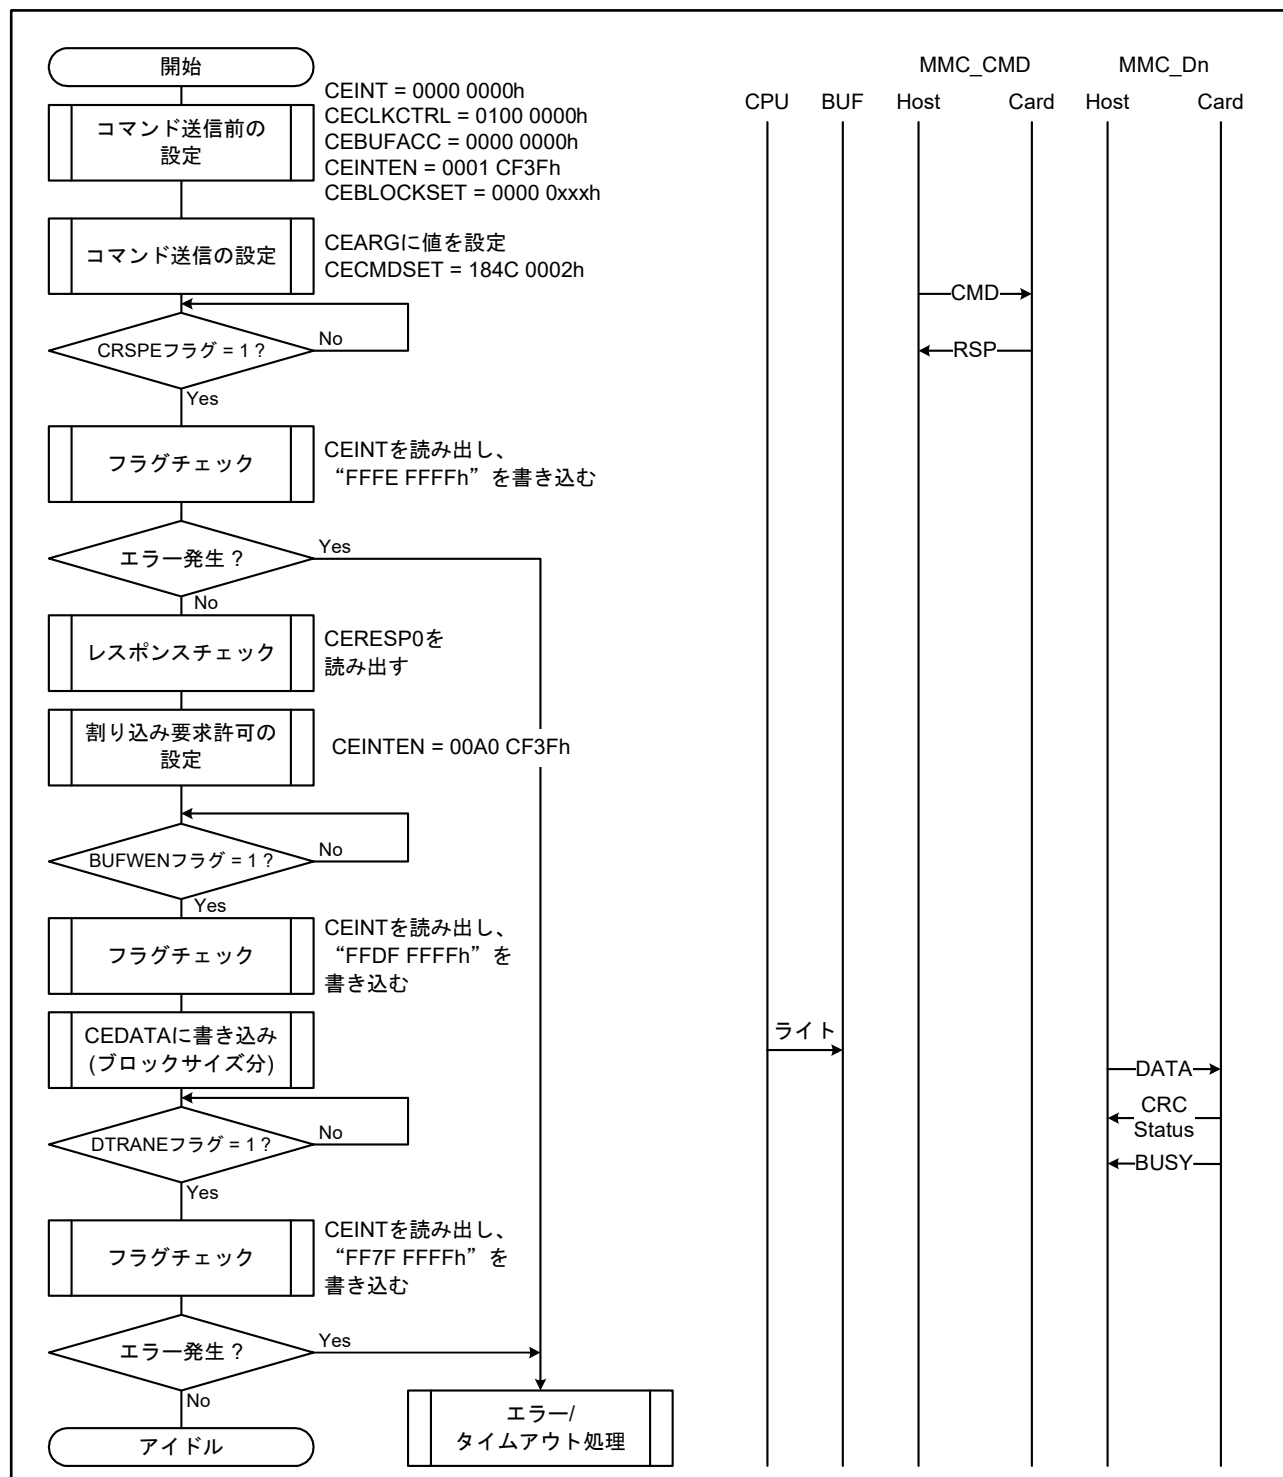 開始
CEINT = 0000 0000h
CECLKCTRL = 0100 0000h
CEBUFACC = 0000 0000h
CEINTEN = 0001 CF3Fh
CEBLOCKSET = 0000 0xxxh
コマンド送信前の
設定
コマンド送信の設定
CEARGに値を設定
CECMDSET = 184C 0002h
CRSPEフラグ = 1 ?
No
Yes
フラグチェック
CEINTを読み出し、
“FFFE FFFFh”を書き込む
エラー発生 ?
Yes
No
レスポンスチェック
CERESP0を
読み出す
割り込み要求許可の
設定
CEINTEN = 00A0 CF3Fh
BUFWENフラグ = 1 ?
No
Yes
フラグチェック
CEINTを読み出し、
“FFDF FFFFh”を
書き込む
CEDATAに書き込み
(ブロックサイズ分)
DTRANEフラグ = 1 ?
No
Yes
フラグチェック
CEINTを読み出し、
“FF7F FFFFh”を
書き込む
エラー発生 ?
Yes
No
アイドル
エラー/
タイムアウト処理
MMC_CMD MMC_Dn
CPU BUF Host Card Host Card
CMD
RSP
ライト
DATA
CRC
Status
BUSY